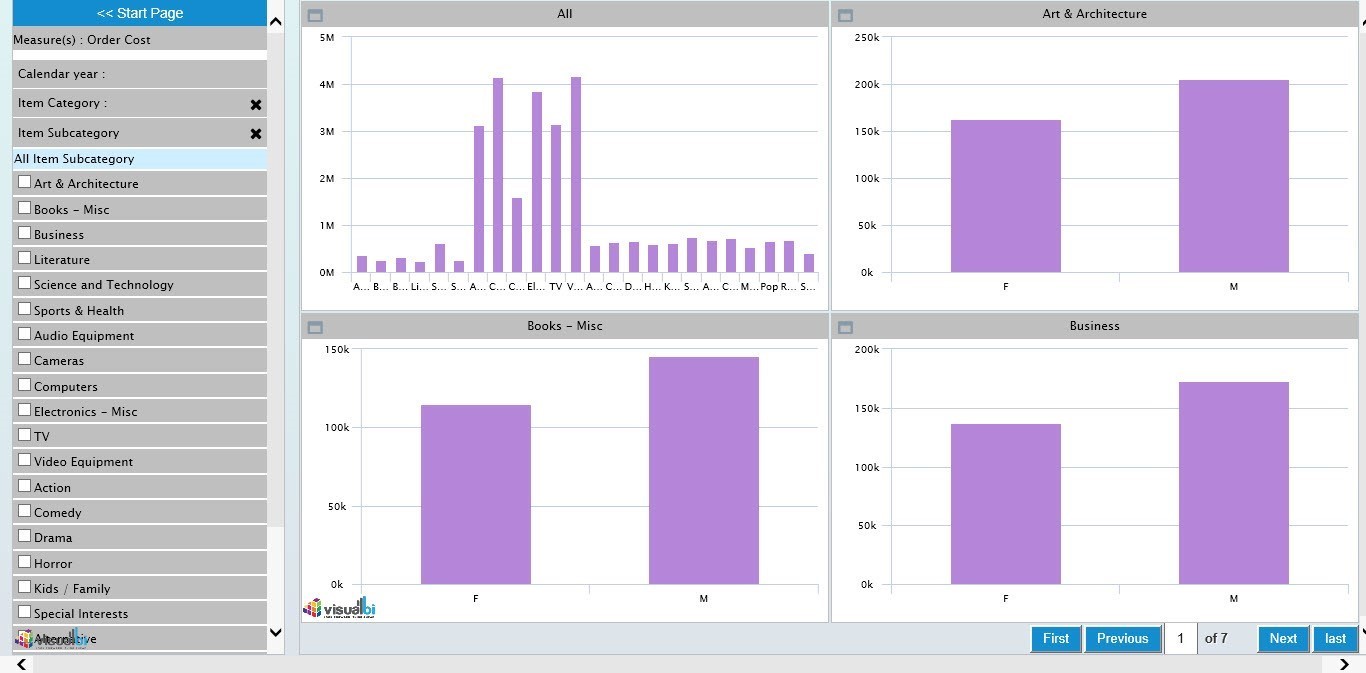 << Start Page
Measure(s) : Order Cost
Calendar year :
Item Category :
Item Subcategory
All Item Subcategory
Art & Architecture
Books - Misc
Business
Literature
Science and Technology
Sports & Health
Audio Equipment
Cameras
Computers
Electronics - Misc
TV
Video Equipment
Action
Comedy
Drama
Horror
Kids / Family
Special Interests
Alternative
visualbi
All
5M
4M
3M
2M
1M
0M
A... B... B... Li... S... S... A... C... C... El... TV V... A... C... D... H... K... S... A... C... M... Pop R... S...
Art & Architecture
250k
200k
150k
100k
50k
0k
F M
Books - Misc
150k
100k
50k
0k
F M
visualbi
Business
200k
150k
100k
50k
0k
F M
First Previous 1 of 7 Next last